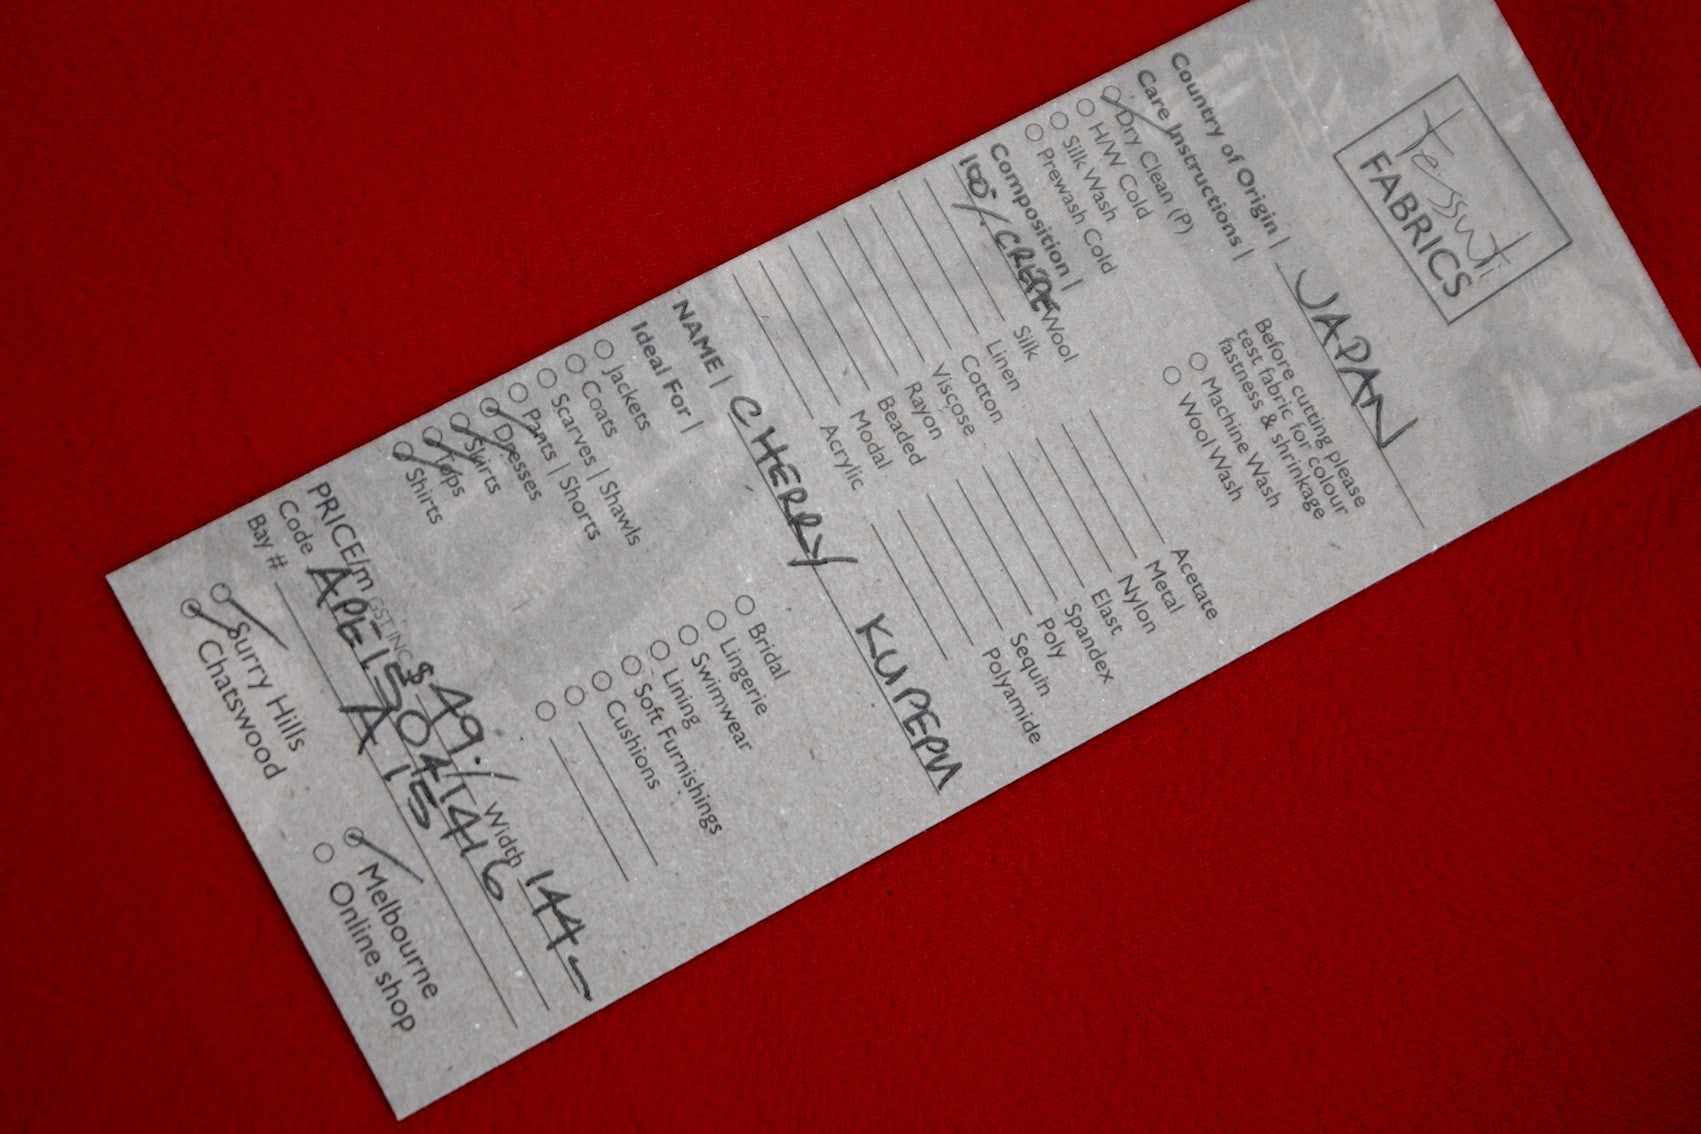 Tessuti
FABRICS
Country of Origin | JAPAN
Care Instructions |
Dry Clean (P)
H/W Cold
Silk Wash
Prewash Cold
Before cutting please
test fabric for colour
fastness & shrinkage
Machine Wash
Wool Wash
Composition |
100% CREPE Wool
Silk
Linen
Cotton
Viscose
Rayon
Beaded
Modal
Acrylic
Acetate
Metal
Nylon
Elast
Spandex
Poly
Sequin
Polyamide
NAME | CHERRY KUPEPM
Ideal For |
Jackets
Coats
Scarves | Shawls
Pants | Shorts
Dresses
Skirts
Tops
Shirts
Bridal
Lingerie
Swimwear
Lining
Soft Furnishings
Cushions
PRICE/m GST INC $49.- Width 144
Code
Bay # A 15
Surry Hills
Chatswood
Melbourne
Online shop